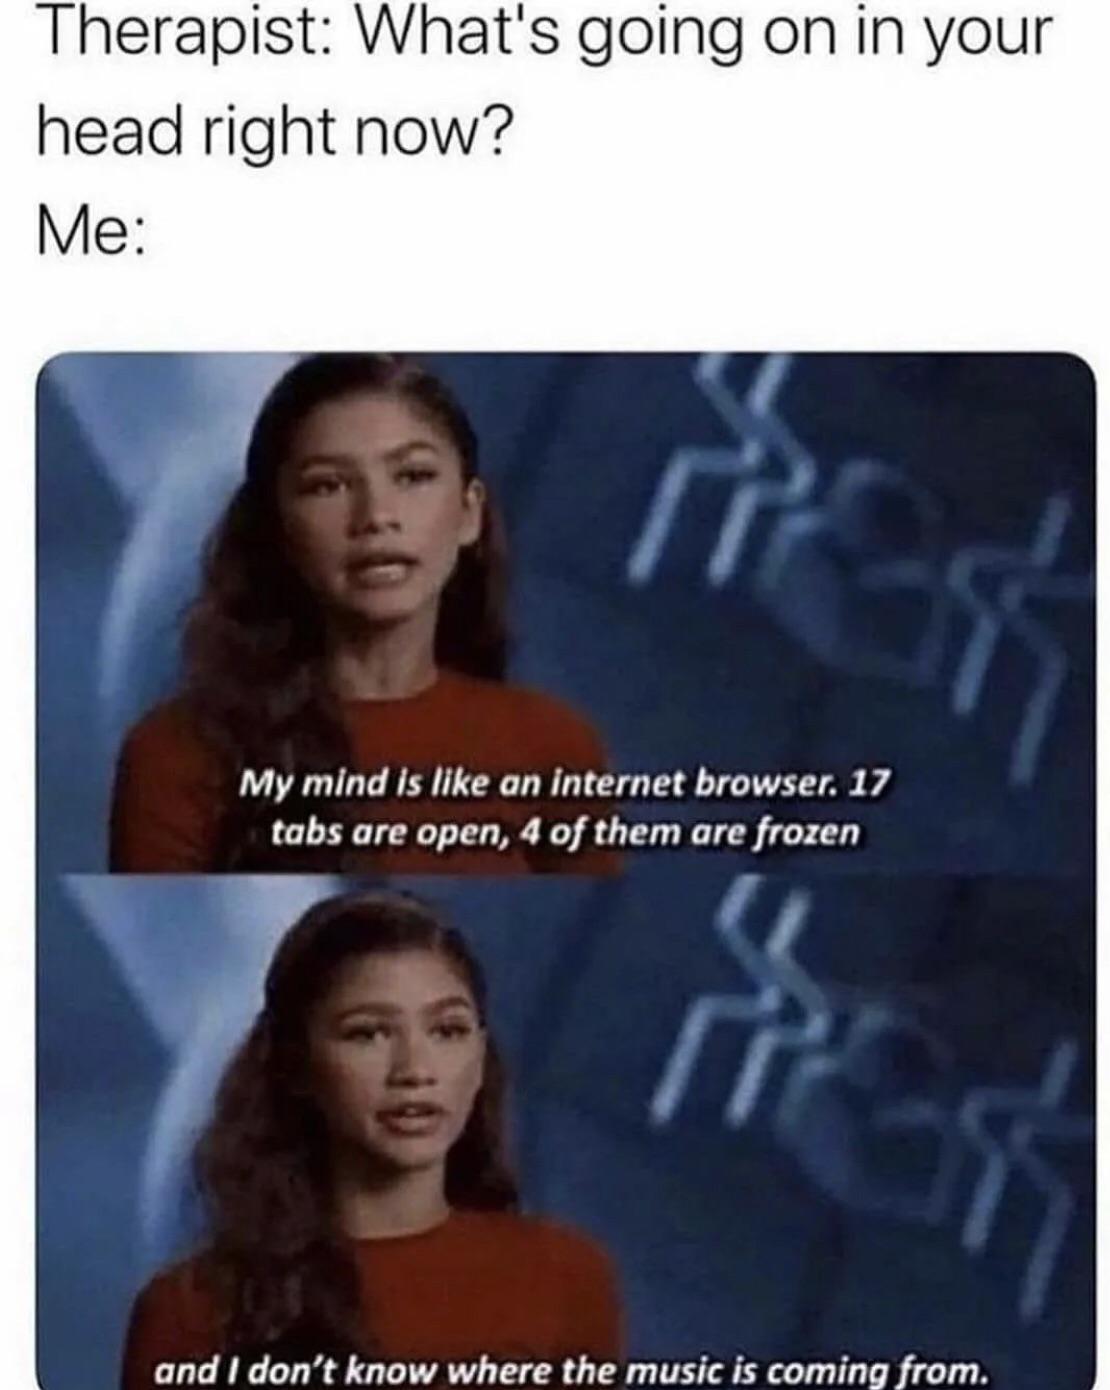 Therapist: What's going on in your
head right now?
Me:
My mind is like an internet browser. 17
tabs are open, 4 of them are frozen
and I don't know where the music is coming from.